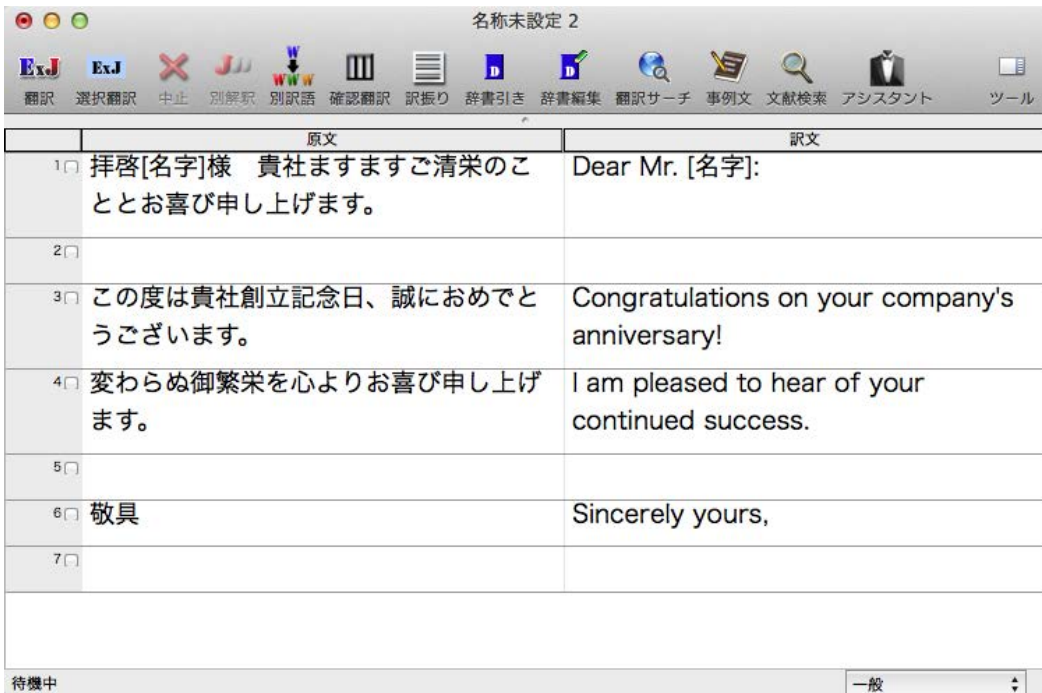 名称未設定 2
ExJ ExJ J W WWW D D
翻訳 選択翻訳 中止 別解釈 別訳語 確認翻訳 訳振り 辞書引き 辞書編集 翻訳サーチ 事例文 文献検索 アシスタント ツール
原文 訳文
1 拝啓[名字]様　貴社ますますご清栄のこ
ととお喜び申し上げます。
Dear Mr. [名字]:
2
3 この度は貴社創立記念日、誠におめでと
うございます。
Congratulations on your company's
anniversary!
4 変わらぬ御繁栄を心よりお喜び申し上げ
ます。
I am pleased to hear of your
continued success.
5
6 敬具
Sincerely yours,
7
待機中 一般